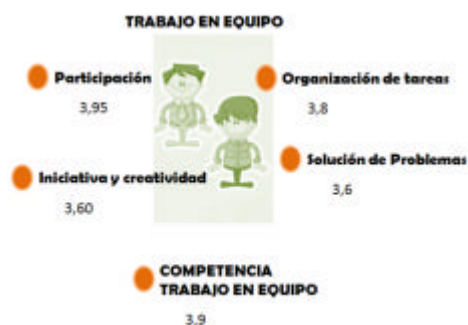 TRABAJO EN EQUIPO
Participación
3,95
Organización de tareas
3,8
Iniciativa y creatividad
3,60
Solución de Problemas
3,6
COMPETENCIA
TRABAJO EN EQUIPO
3,9